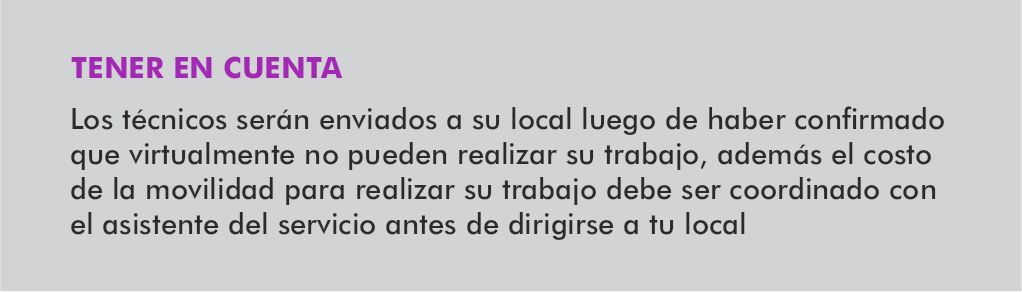 TENER EN CUENTA
Los técnicos serán enviados a su local luego de haber confirmado
que virtualmente no pueden realizar su trabajo, además el costo
de la movilidad para realizar su trabajo debe ser coordinado con
el asistente del servicio antes de dirigirse a tu local